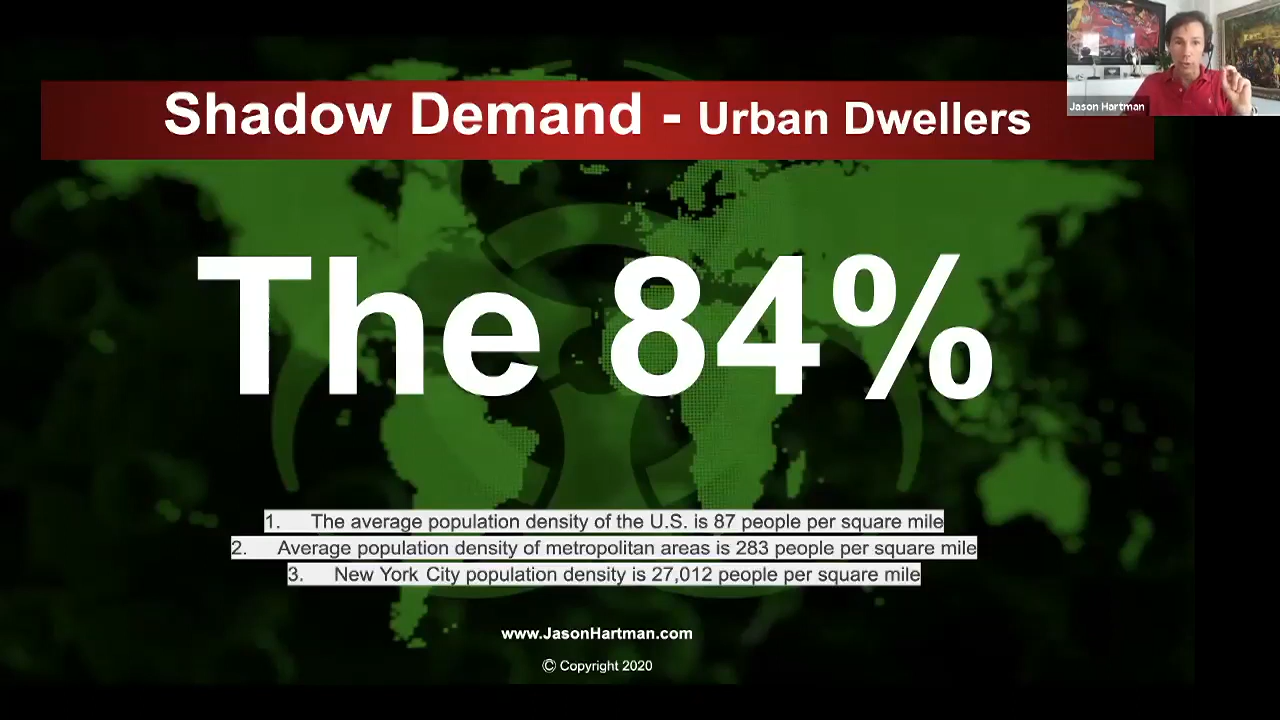 Shadow Demand - Urban Dwellers
Jason Hartman
The 84%
1. The average population density of the U.S. is 87 people per square mile
2. Average population density of metropolitan areas is 283 people per square mile
3. New York City population density is 27,012 people per square mile
www.JasonHartman.com
© Copyright 2020